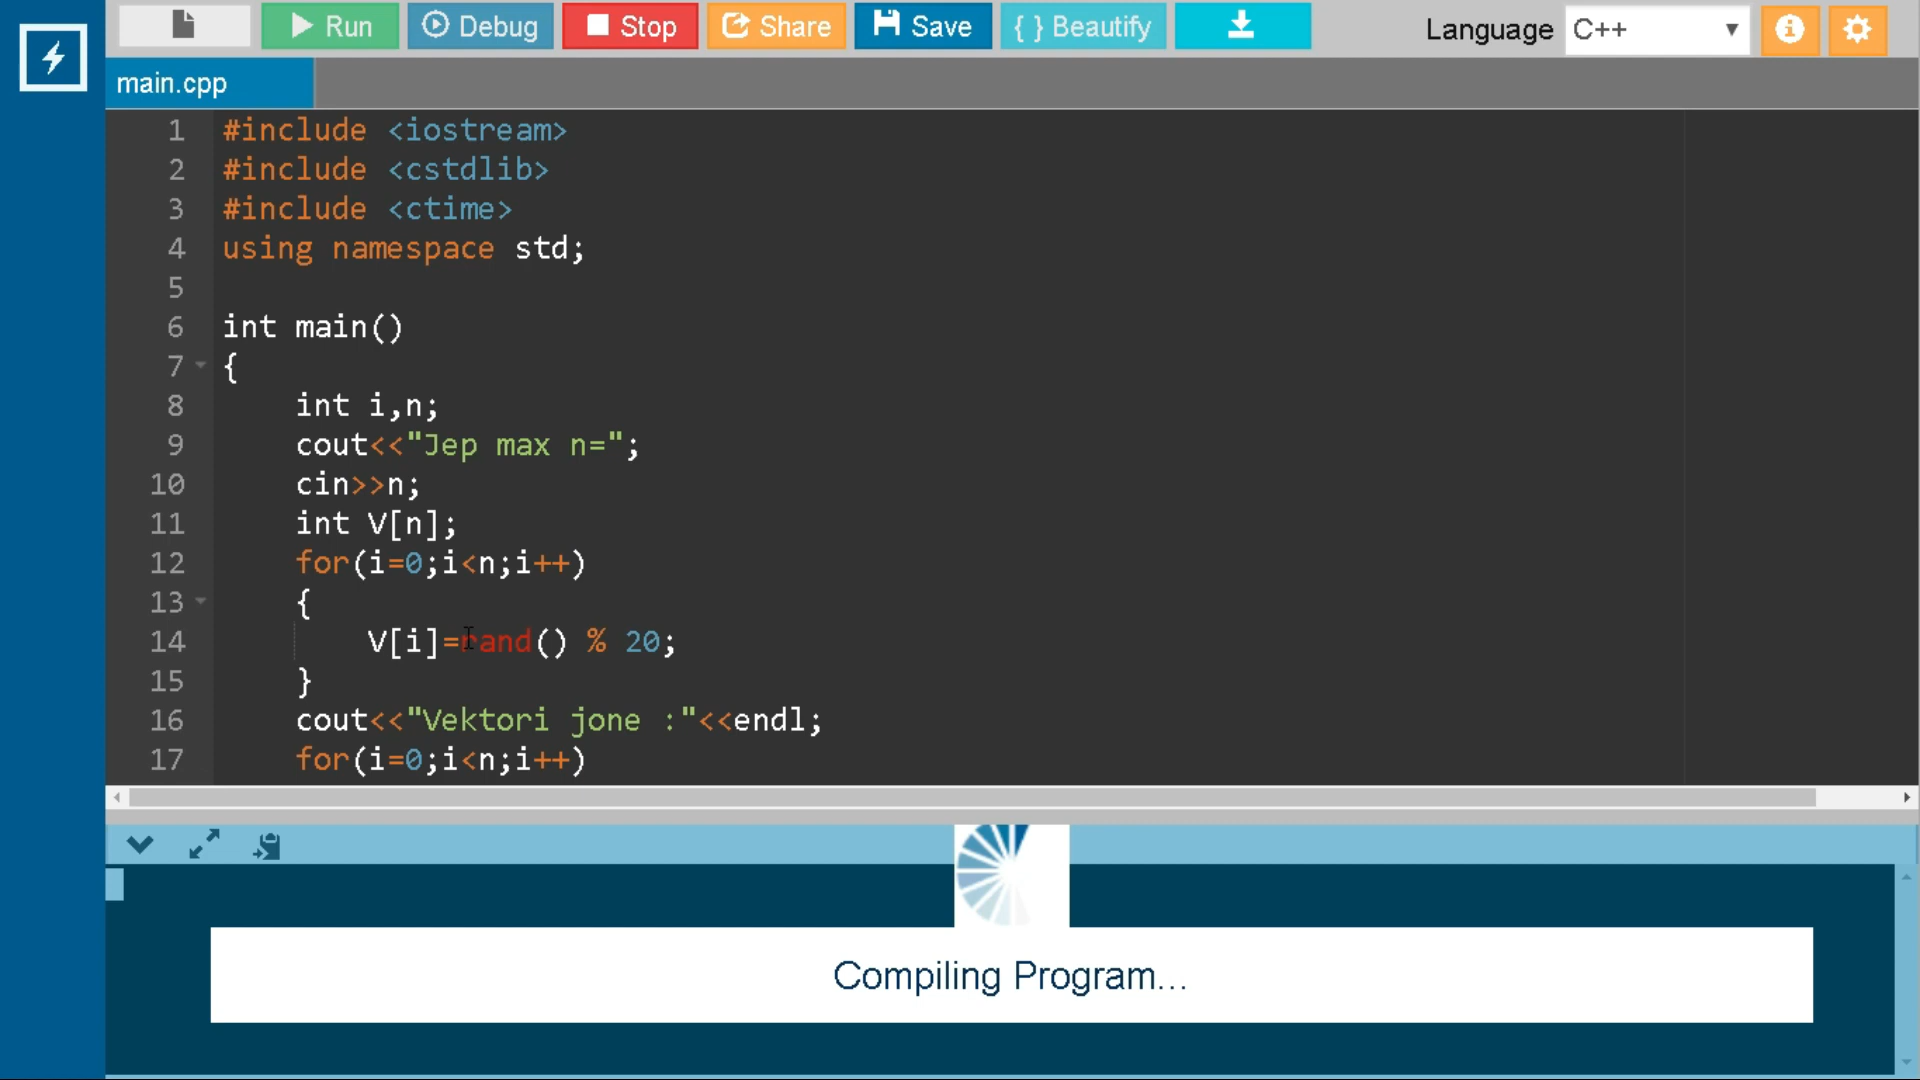 Run Debug Stop Share Save { } Beautify Language C++
main.cpp
1 #include <iostream>
2 #include <cstdlib>
3 #include <ctime>
4 using namespace std;
5
6 int main()
7 {
8 int i,n;
9 cout<<"Jep max n=";
10 cin>>n;
11 int V[n];
12 for(i=0;i<n;i++)
13 {
14 V[i]=rand() % 20;
15 }
16 cout<<"Vektori jone :"<<endl;
17 for(i=0;i<n;i++)
Compiling Program...